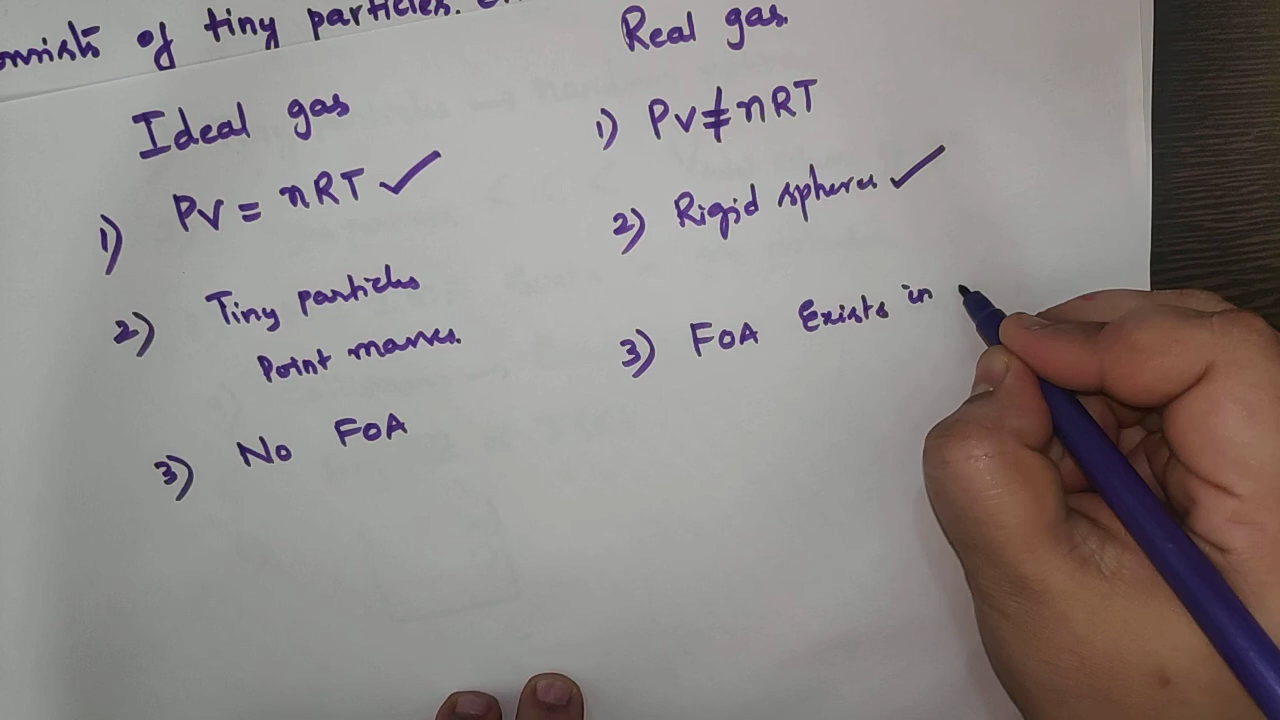 of tiny particles.
Ideal gas
1) PV = nRT ✓
2) Tiny particles
Point masses.
3) No FOA
Real gas.
1) PV ≠ nRT
2) Rigid spheres ✓
3) FOA Exists in